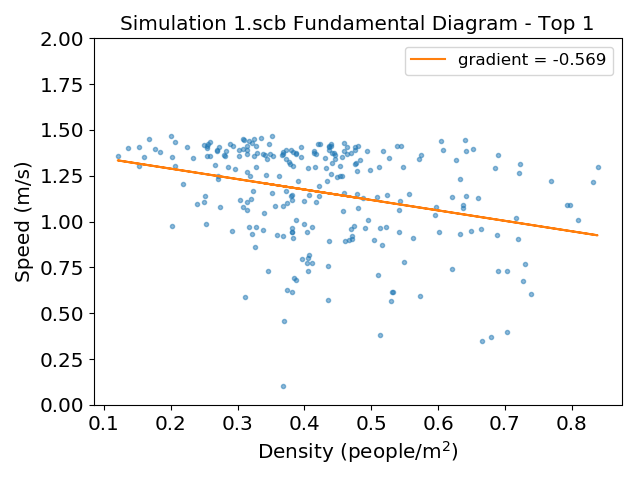 Simulation 1.scb Fundamental Diagram - Top 1
2.00
1.75
1.50
1.25
1.00
0.75
0.50
0.25
0.00
Speed (m/s)
gradient = -0.569
0.1 0.2 0.3 0.4 0.5 0.6 0.7 0.8
Density (people/m²)